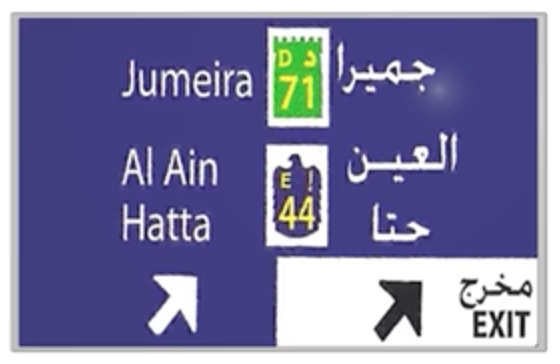 Jumeira
D د
71
جميرا
Al Ain
Hatta
E إ
44
العين
حتا
مخرج
EXIT